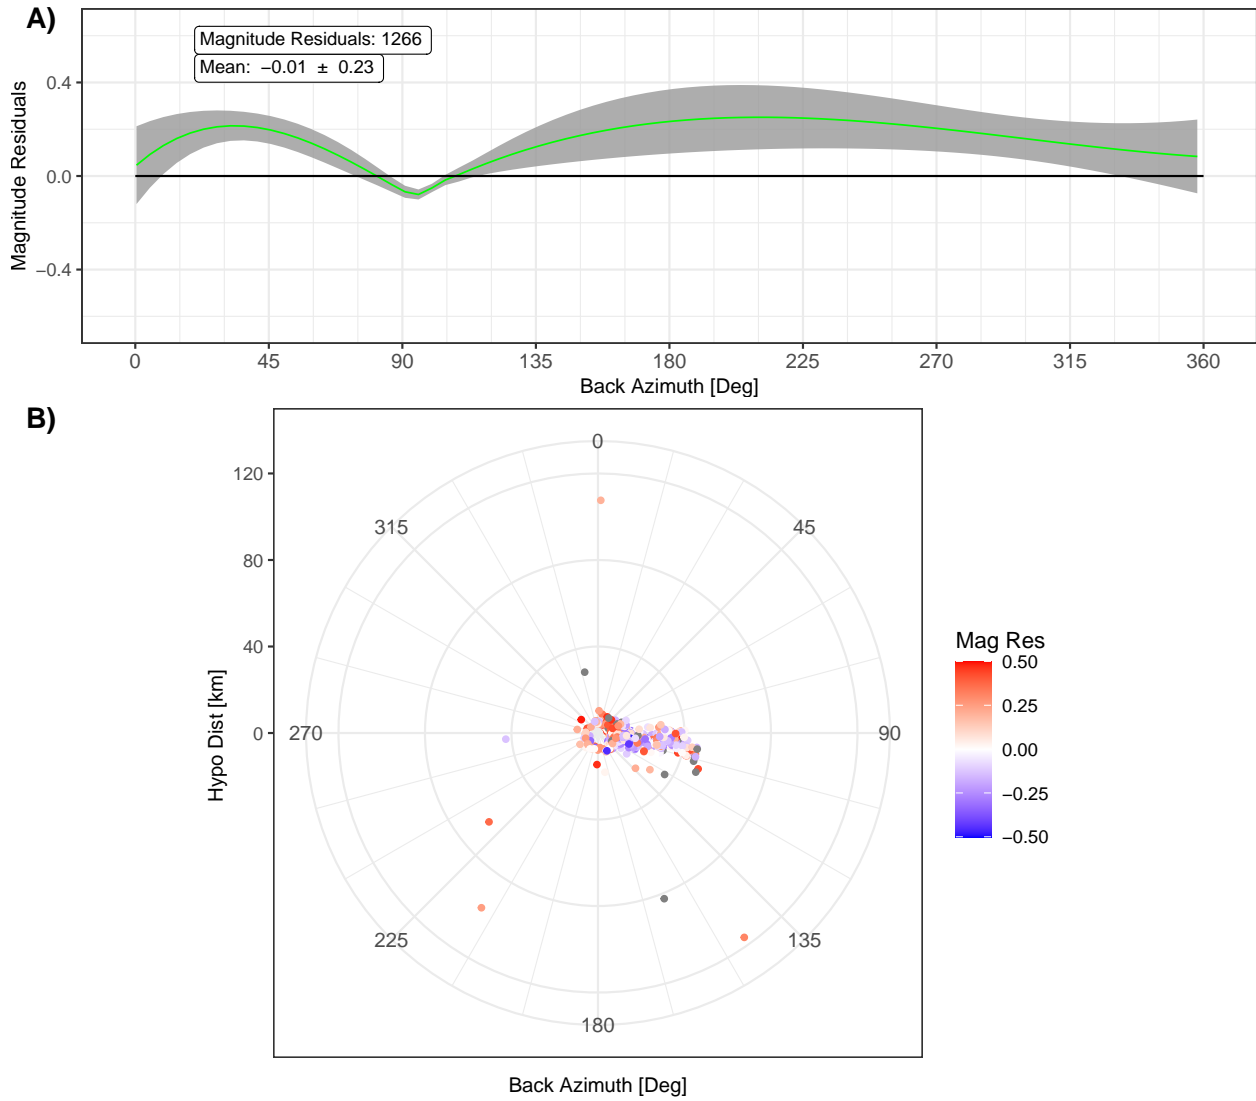 A)
Magnitude Residuals: 1266
Mean: −0.01 ± 0.23
Magnitude Residuals
0.4
0.0
−0.4
0 45 90 135 180 225 270 315 360
Back Azimuth [Deg]
B)
Hypo Dist [km]
120
80
40
0
0
45
90
135
180
225
270
315
Back Azimuth [Deg]
Mag Res
0.50
0.25
0.00
−0.25
−0.50